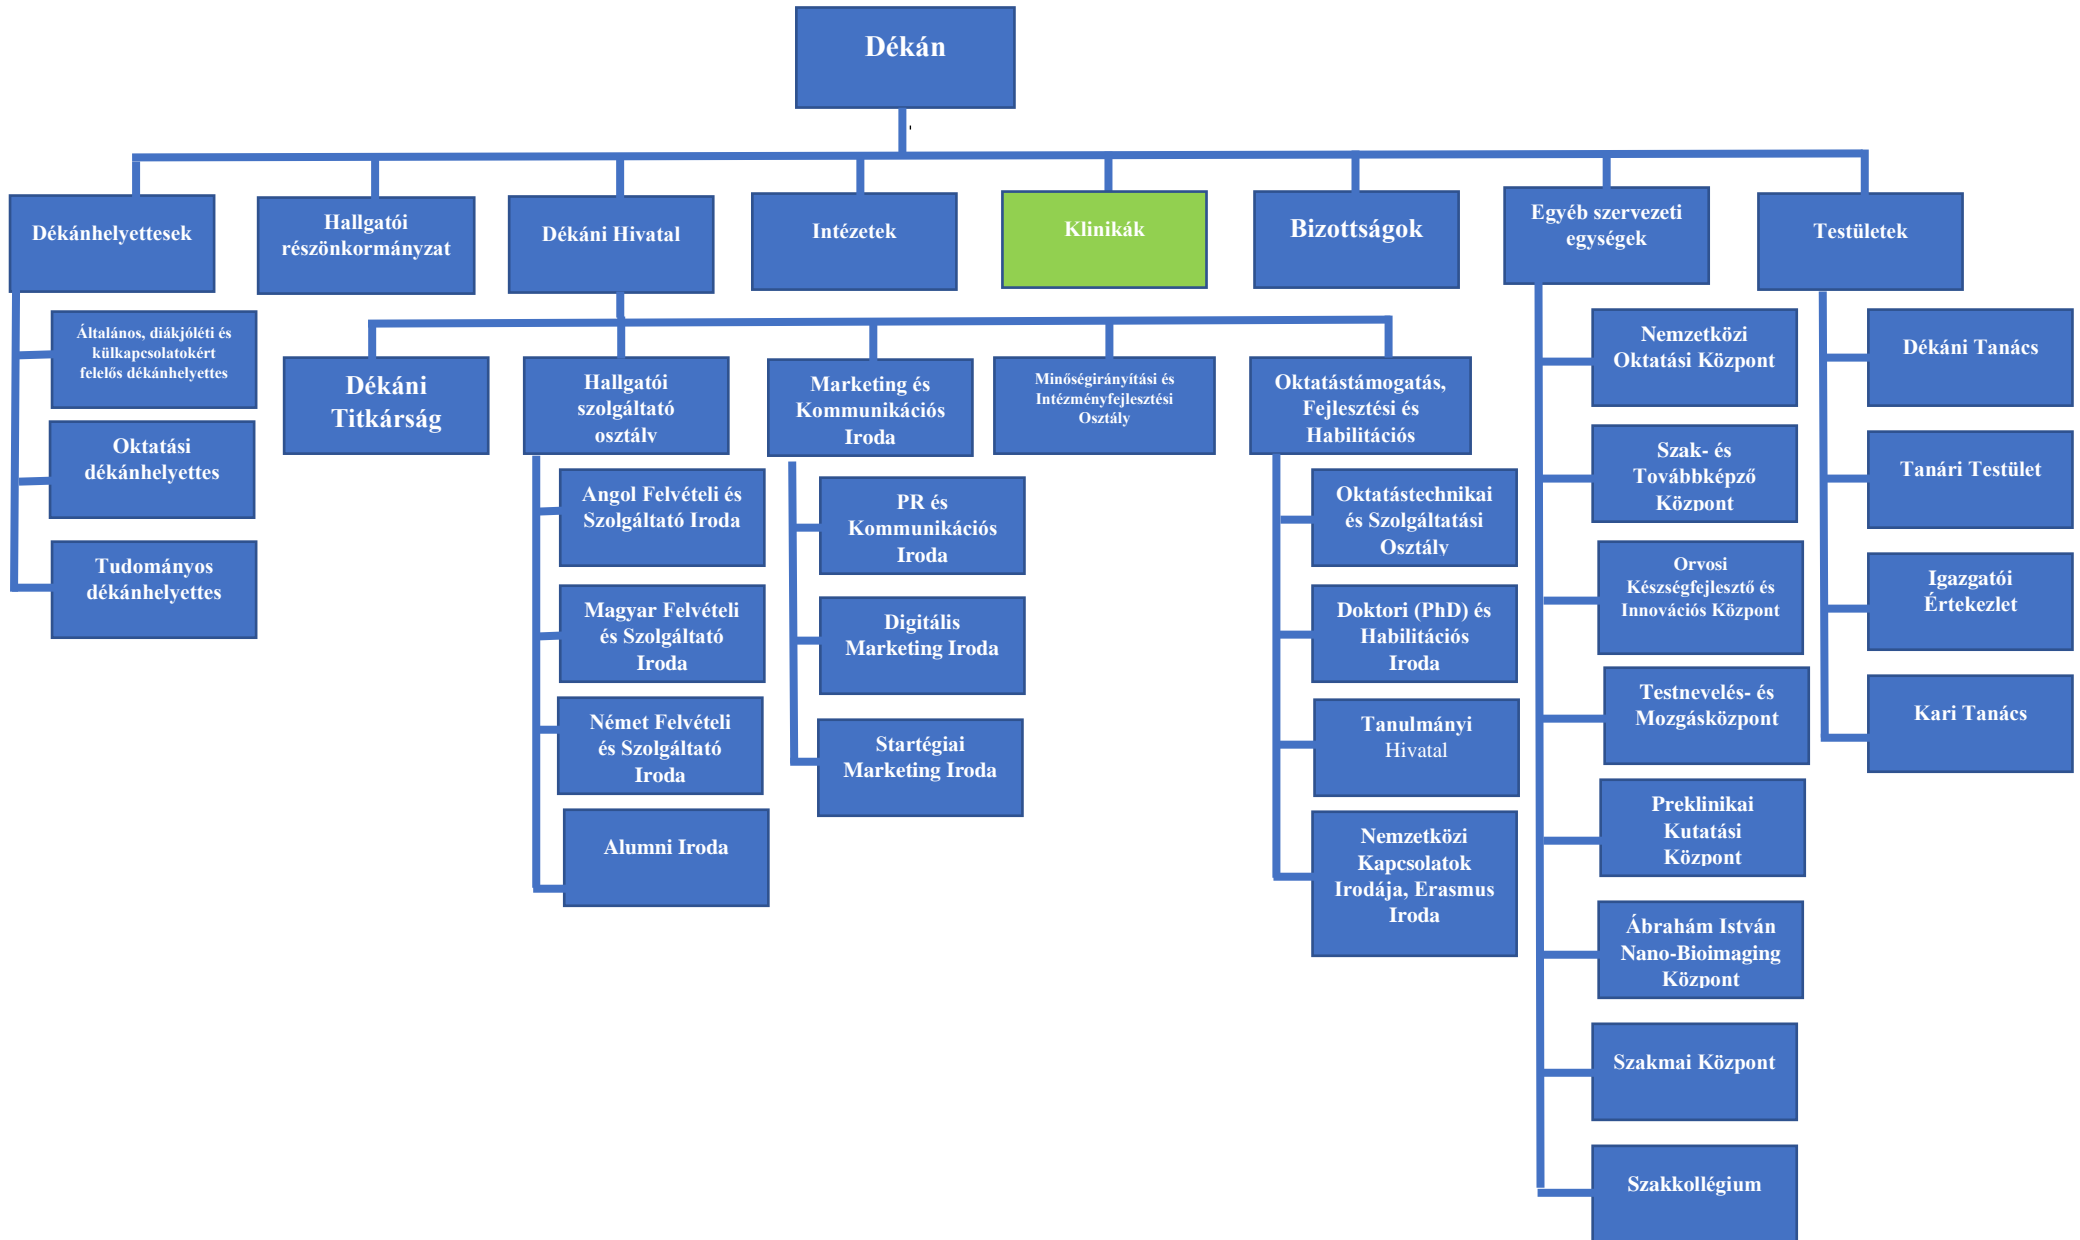 Dékán
Dékánhelyettesek
Hallgatói
részönkormányzat
Dékáni Hivatal
Intézetek
Klinikák
Bizottságok
Egyéb szervezeti
egységek
Testületek
Általános, diákjóléti és
külkapcsolatokért
felelős dékánhelyettes
Oktatási
dékánhelyettes
Tudományos
dékánhelyettes
Dékáni
Titkárság
Hallgatói
szolgáltató
osztály
Marketing és
Kommunikációs
Iroda
Minőségirányítási és
Intézményfejlesztési
Osztály
Oktatástámogatás,
Fejlesztési és
Habilitációs
Angol Felvételi és
Szolgáltató Iroda
Magyar Felvételi
és Szolgáltató
Iroda
Német Felvételi
és Szolgáltató
Iroda
Alumni Iroda
PR és
Kommunikációs
Iroda
Digitális
Marketing Iroda
Startégiai
Marketing Iroda
Oktatástechnikai
és Szolgáltatási
Osztály
Doktori (PhD) és
Habilitációs
Iroda
Tanulmányi
Hivatal
Nemzetközi
Kapcsolatok
Irodája, Erasmus
Iroda
Nemzetközi
Oktatási Központ
Szak- és
Továbbképző
Központ
Orvosi
Készségfejlesztő és
Innovációs Központ
Testnevelés- és
Mozgásközpont
Preklinikai
Kutatási
Központ
Ábrahám István
Nano-Bioimaging
Központ
Szakmai Központ
Szakkollégium
Dékáni Tanács
Tanári Testület
Igazgatói
Értekezlet
Kari Tanács